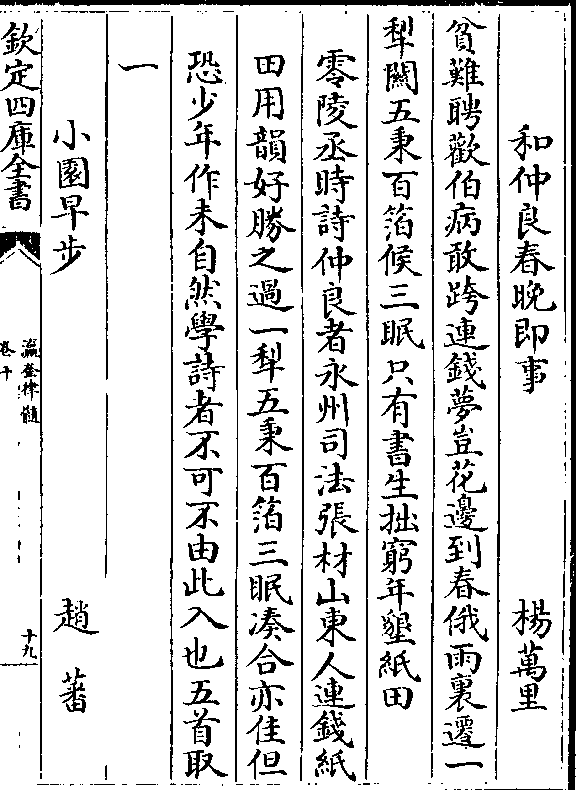 和仲良春晚即事　楊萬里
貧難聘歡伯病敢跨連錢夢豈花邊到春俄雨裏遷一
犁關五秉百箔候三眠只有書生拙窮年墾紙田
零陵丞時詩仲良者永州司法張材山東人連錢紙
田用韻好勝之過一犁五秉百箔三眠凑合亦佳但
恐少年作未自然學詩者不可不由此入也五首取
一
小園早步　趙蕃
欽定四庫全書
瀛奎律髓
卷十
十九